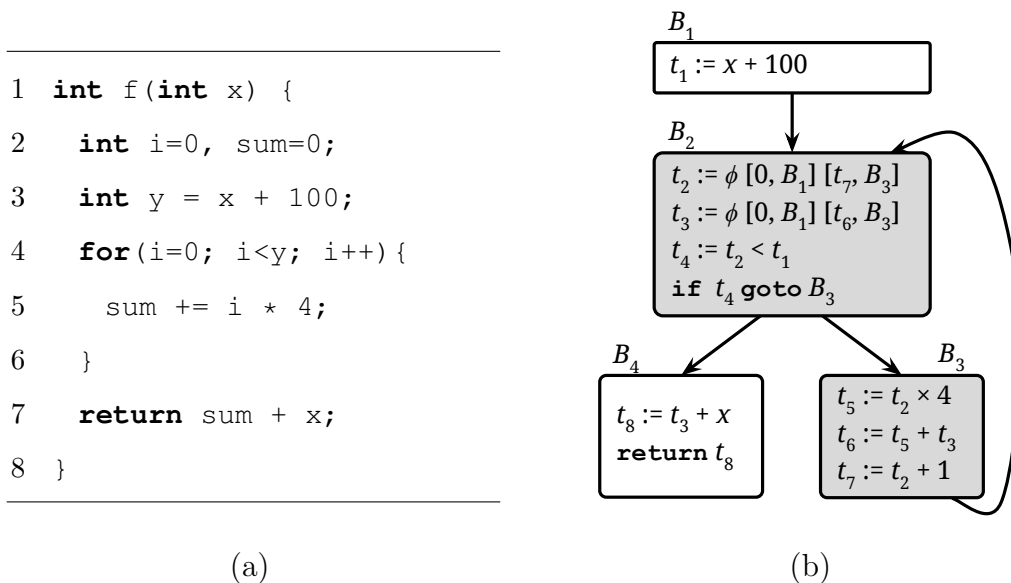 1 int f(int x) {
2 int i=0, sum=0;
3 int y = x + 100;
4 for(i=0; i<y; i++){
5 sum += i * 4;
6 }
7 return sum + x;
8 }
(a)
B₁
t₁ := x + 100
B₂
t₂ := ϕ [0, B₁] [t₇, B₃]
t₃ := ϕ [0, B₁] [t₆, B₃]
t₄ := t₂ < t₁
if t₄ goto B₃
B₄
t₈ := t₃ + x
return t₈
B₃
t₅ := t₂ × 4
t₆ := t₅ + t₃
t₇ := t₂ + 1
(b)